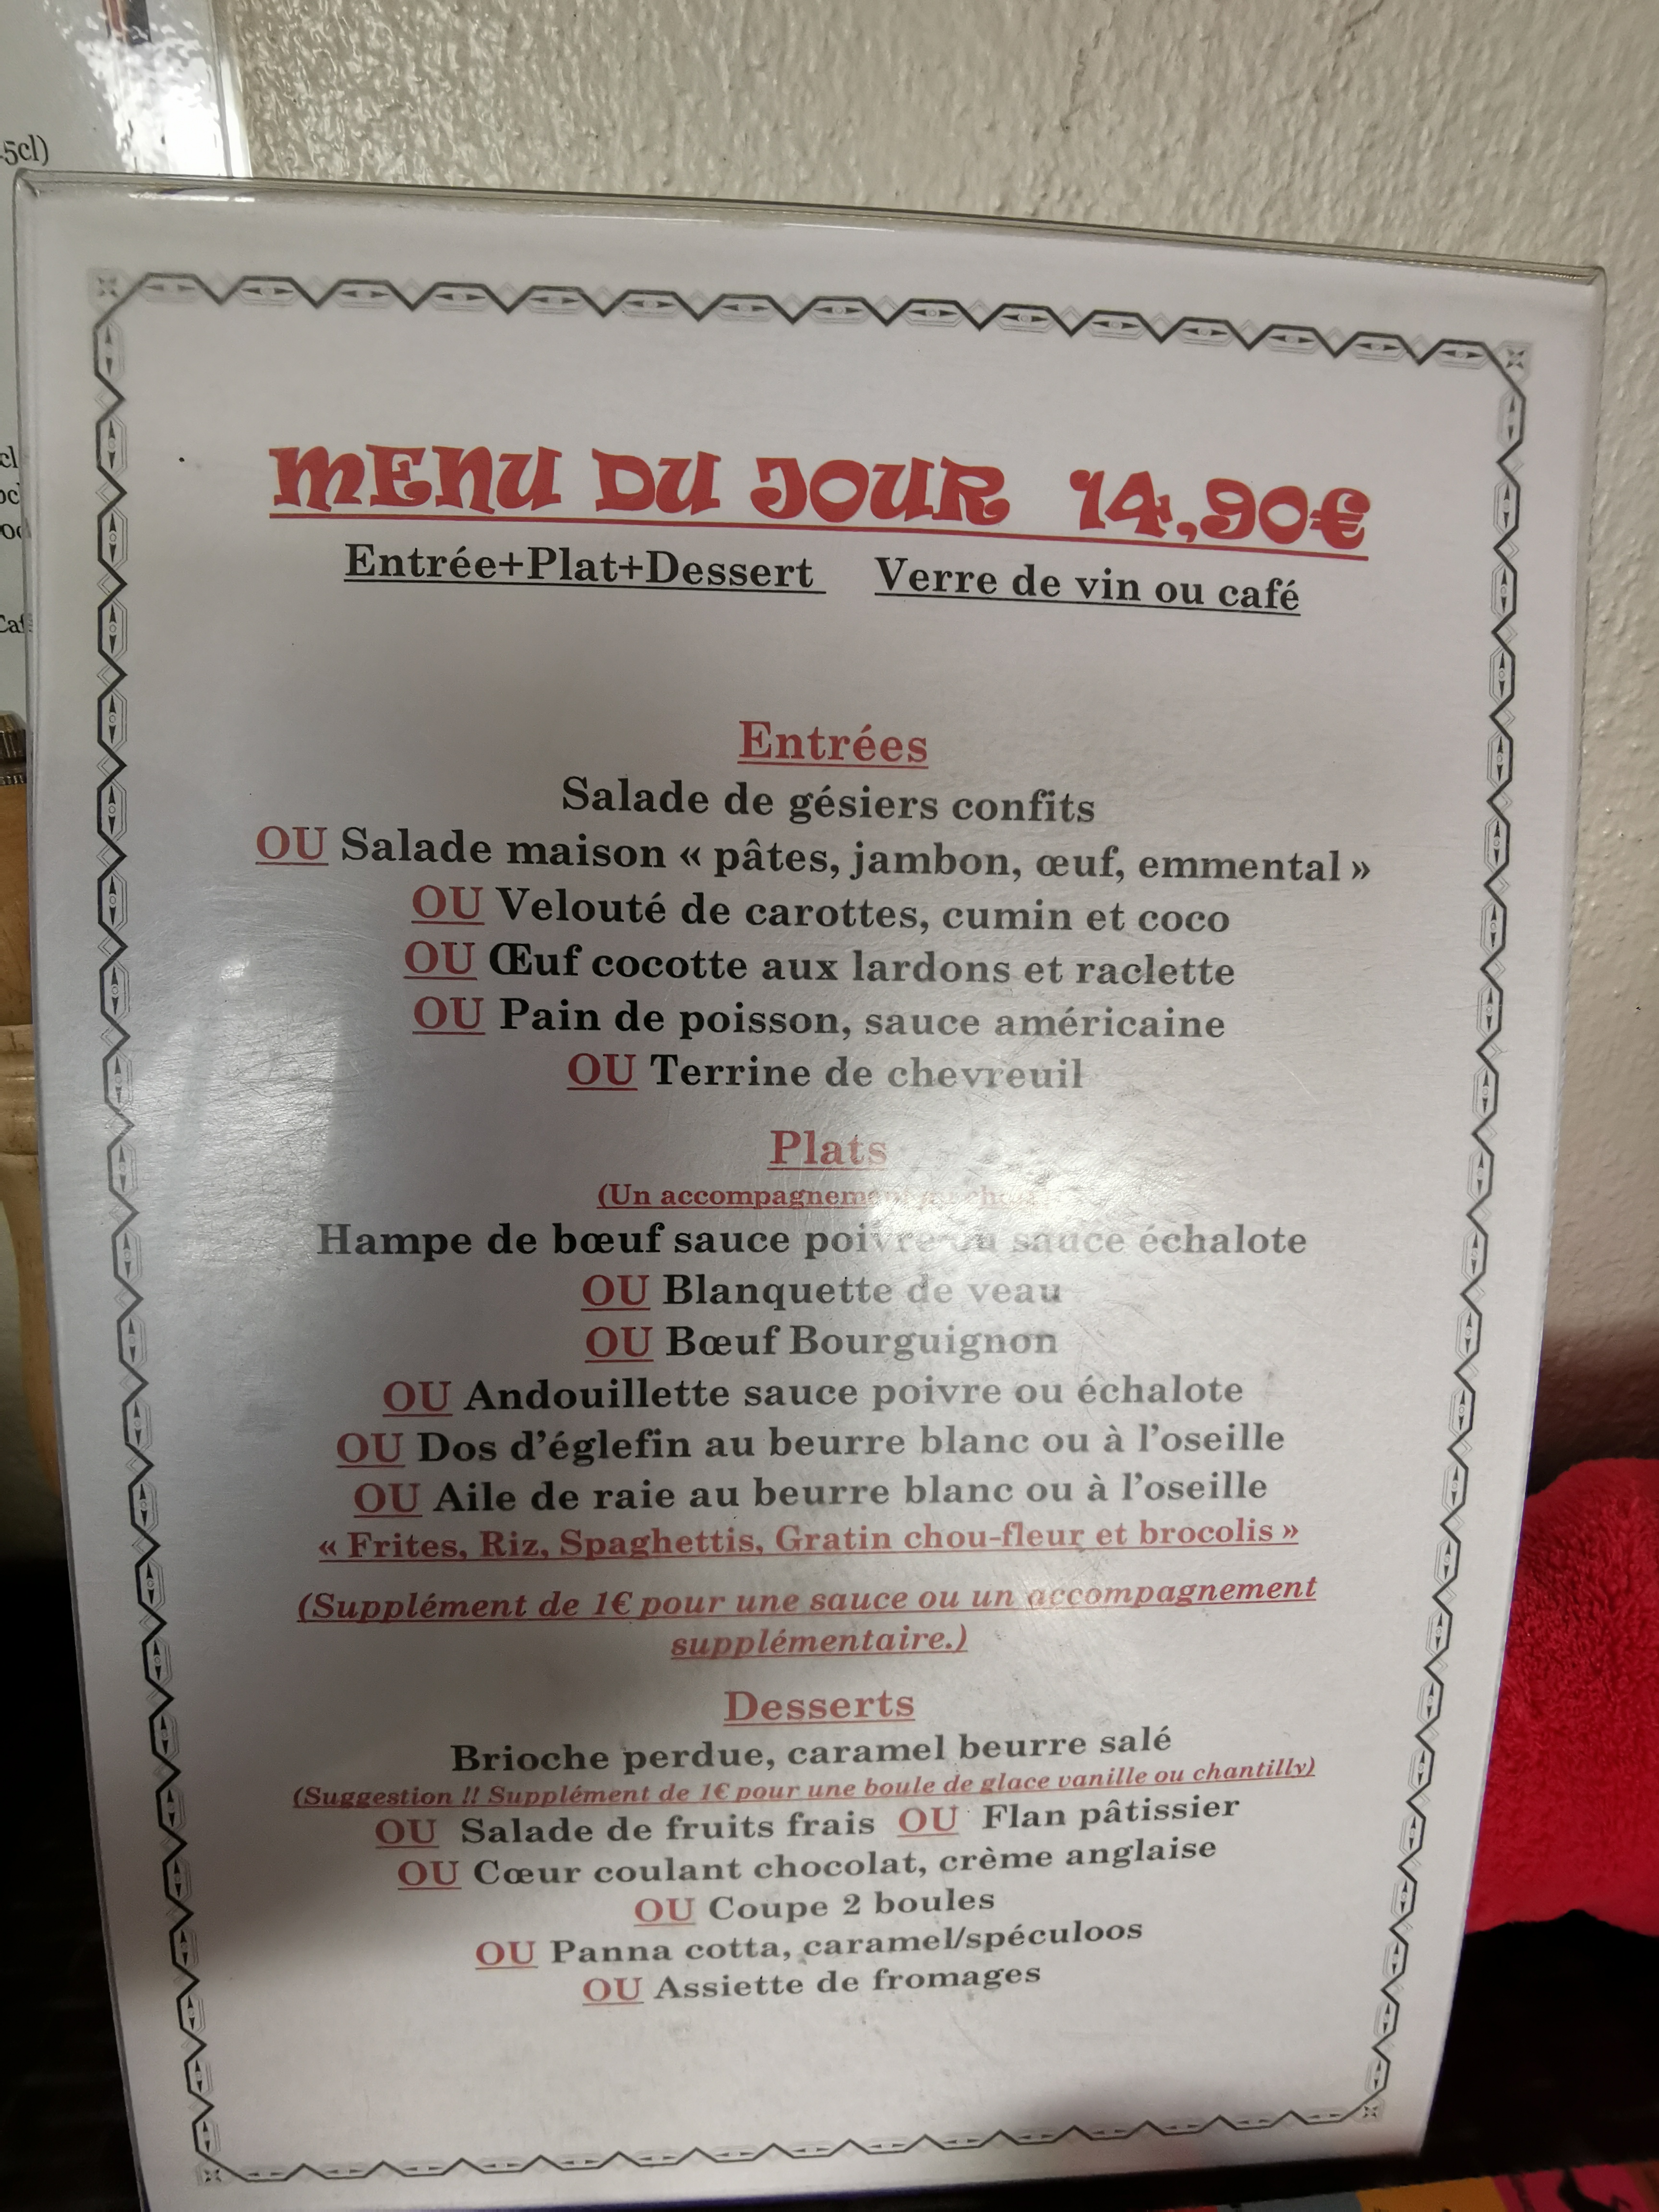 5cl)
cl
Caf
MENU DU JOUR 14,90€
Entrée+Plat+Dessert Verre de vin ou café
Entrées
Salade de gésiers confits
OU Salade maison « pâtes, jambon, œuf, emmental »
OU Velouté de carottes, cumin et coco
OU Œuf cocotte aux lardons et raclette
OU Pain de poisson, sauce américaine
OU Terrine de chevreuil
Plats
(Un accompagnement
Hampe de bœuf sauce poivre ou sauce échalote
OU Blanquette de veau
OU Bœuf Bourguignon
OU Andouillette sauce poivre ou échalote
OU Dos d'églefin au beurre blanc ou à l'oseille
OU Aile de raie au beurre blanc ou à l'oseille
« Frites, Riz, Spaghettis, Gratin chou-fleur et brocolis »
(Supplément de 1€ pour une sauce ou un accompagnement
supplémentaire.)
Desserts
Brioche perdue, caramel beurre salé
(Suggestion !! Supplément de 1€ pour une boule de glace vanille ou chantilly)
OU Salade de fruits frais OU Flan pâtissier
OU Cœur coulant chocolat, crème anglaise
OU Coupe 2 boules
OU Panna cotta, caramel/spéculoos
OU Assiette de fromages